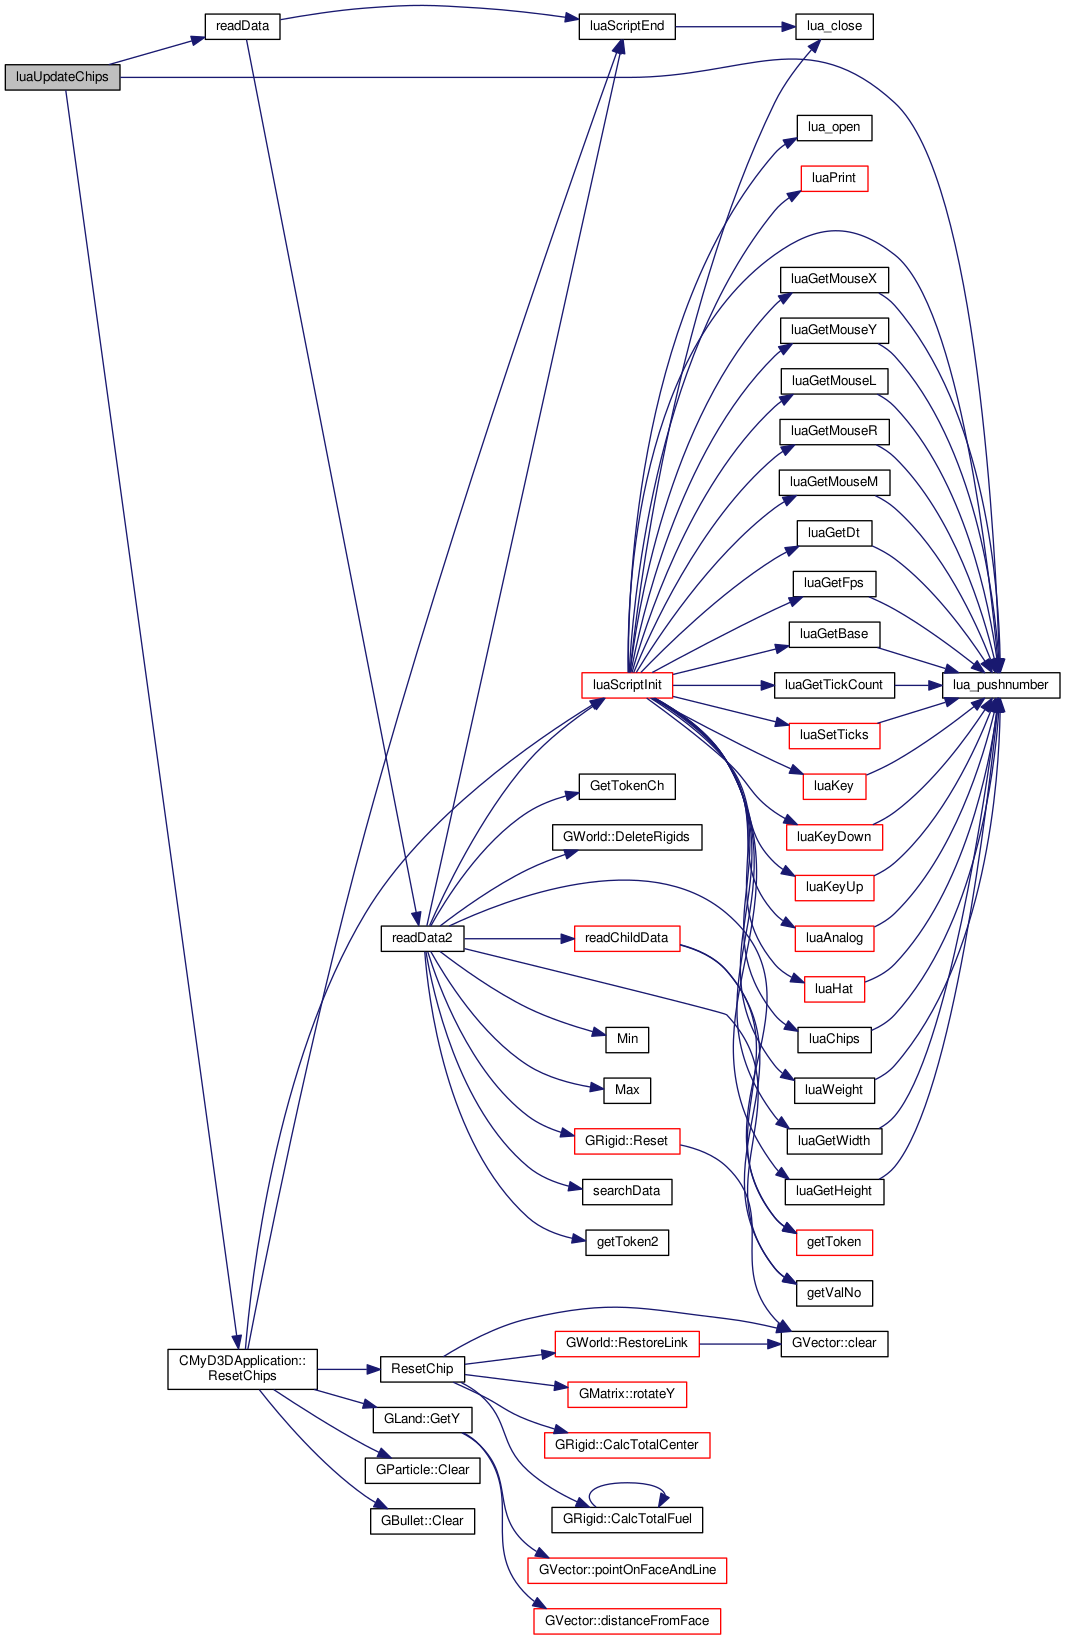 readData
luaScriptEnd
lua_close
luaUpdateChips
lua_open
luaPrint
luaGetMouseX
luaGetMouseY
luaGetMouseL
luaGetMouseR
luaGetMouseM
luaGetDt
luaGetFps
luaGetBase
luaScriptInit
luaGetTickCount
lua_pushnumber
luaSetTicks
luaKey
GetTokenCh
luaKeyDown
GWorld::DeleteRigids
luaKeyUp
readData2
readChildData
luaAnalog
luaHat
Min
luaChips
Max
luaWeight
GRigid::Reset
luaGetWidth
searchData
luaGetHeight
getToken2
getToken
getValNo
GWorld::RestoreLink
GVector::clear
CMyD3DApplication::
ResetChips
ResetChip
GMatrix::rotateY
GLand::GetY
GRigid::CalcTotalCenter
GParticle::Clear
GBullet::Clear
GRigid::CalcTotalFuel
GVector::pointOnFaceAndLine
GVector::distanceFromFace